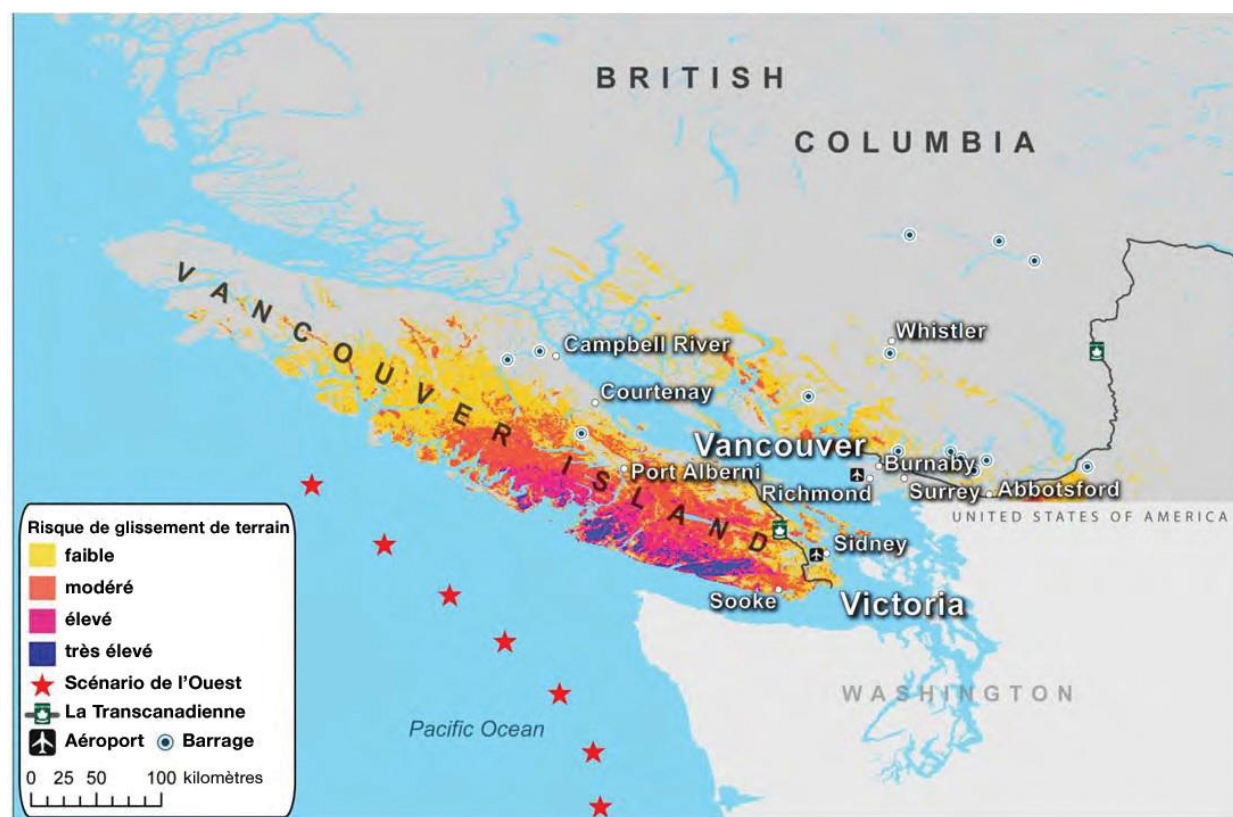 BRITISH
COLUMBIA
VANCOUVER ISLAND
Whistler
Campbell River
Courtenay
Vancouver
Port Alberni
Burnaby
Richmond
Surrey
Abbotsford
UNITED STATES OF AMERICA
Sidney
Sooke
Victoria
WASHINGTON
Pacific Ocean
Risque de glissement de terrain
faible
modéré
élevé
très élevé
Scénario de l’Ouest
La Transcanadienne
Aéroport Barrage
0 25 50 100 kilomètres